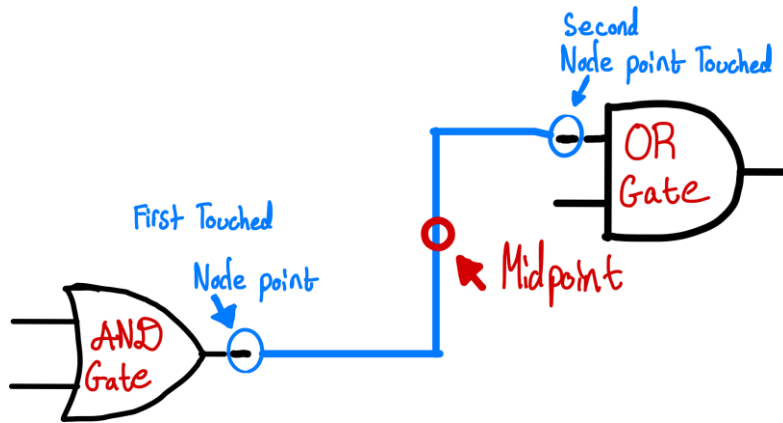 Second
Node point Touched
OR
Gate
First Touched
Node point
Midpoint
AND
Gate